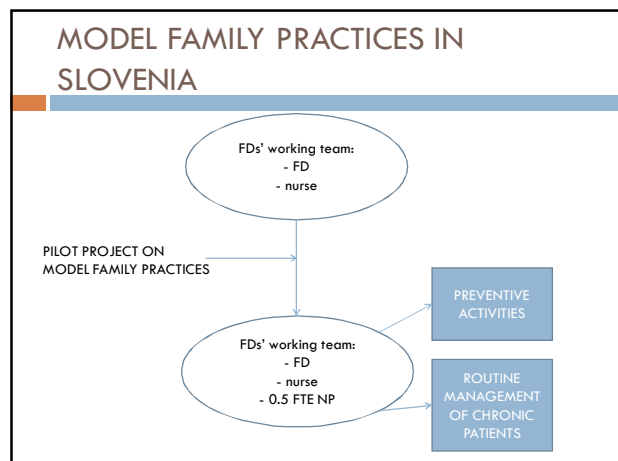 MODEL FAMILY PRACTICES IN
SLOVENIA
FDs' working team:
- FD
- nurse
PILOT PROJECT ON
MODEL FAMILY PRACTICES
FDs' working team:
- FD
- nurse
- 0.5 FTE NP
PREVENTIVE
ACTIVITIES
ROUTINE
MANAGEMENT
OF CHRONIC
PATIENTS